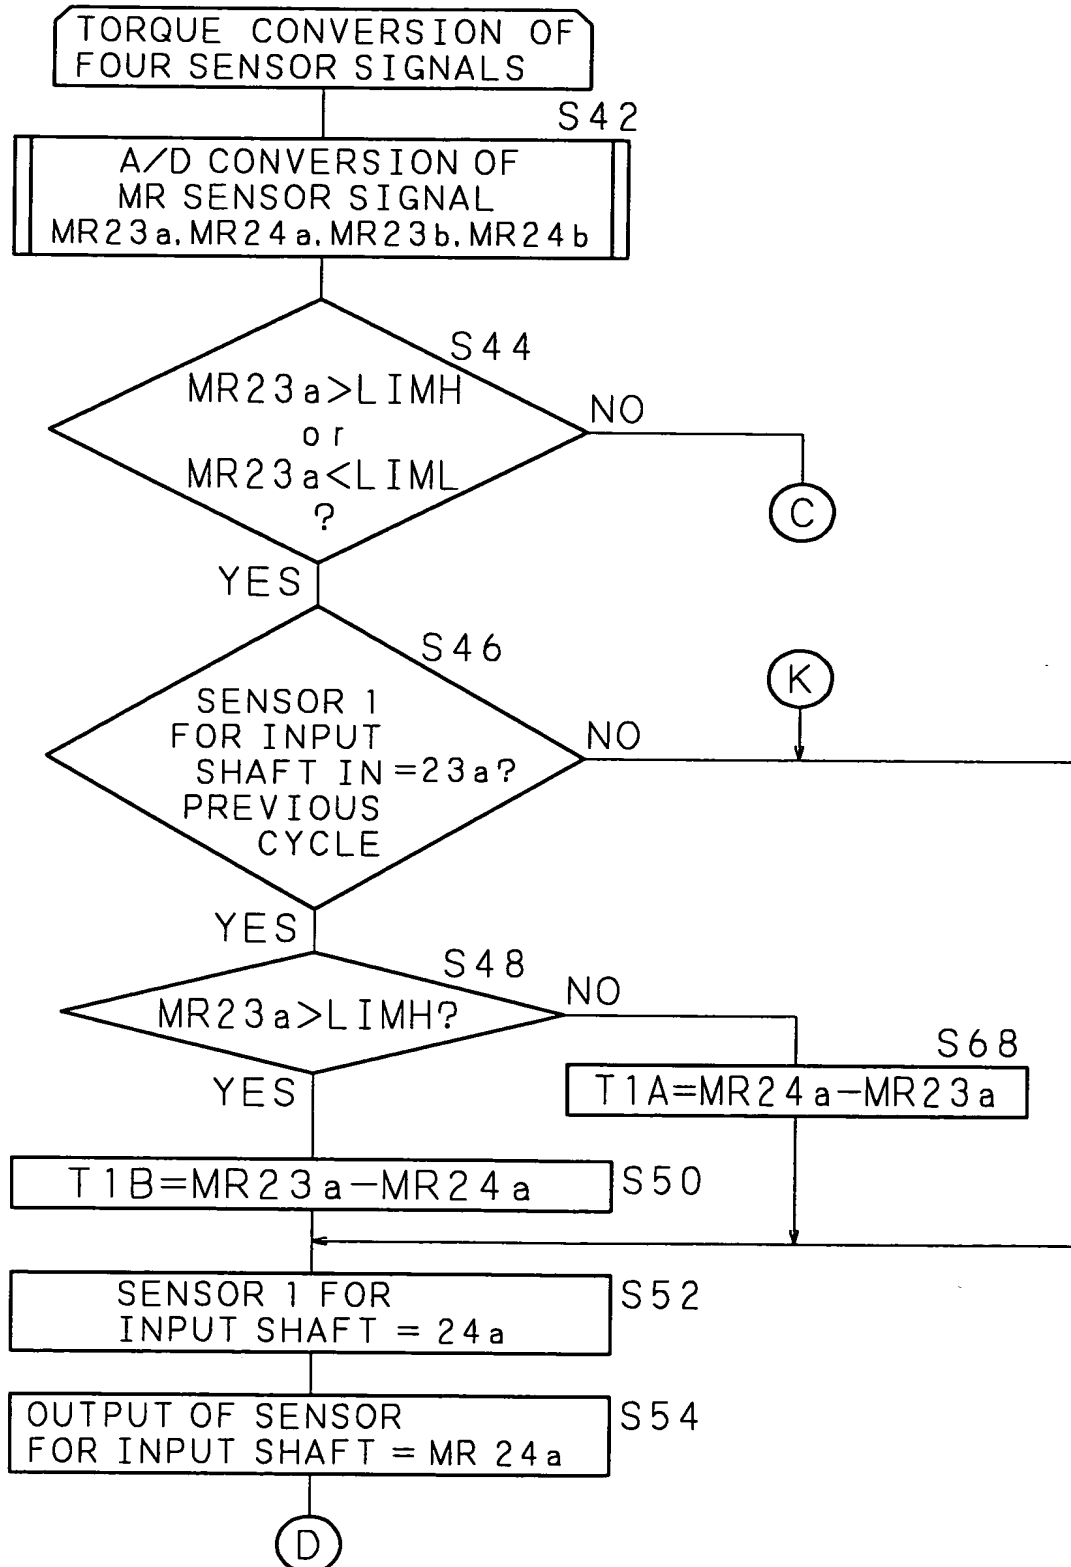 TORQUE CONVERSION OF
FOUR SENSOR SIGNALS
S42
A/D CONVERSION OF
MR SENSOR SIGNAL
MR23a, MR24a, MR23b, MR24b
S44
MR23a>LIMH
or
MR23a<LIML
?
NO
C
YES
S46
K
SENSOR 1
FOR INPUT
SHAFT IN =23a?
PREVIOUS
CYCLE
NO
YES
S48
MR23a>LIMH?
NO
YES
S68
T1A=MR24a-MR23a
T1B=MR23a-MR24a
S50
SENSOR 1 FOR
INPUT SHAFT = 24a
S52
OUTPUT OF SENSOR
FOR INPUT SHAFT = MR 24a
S54
D